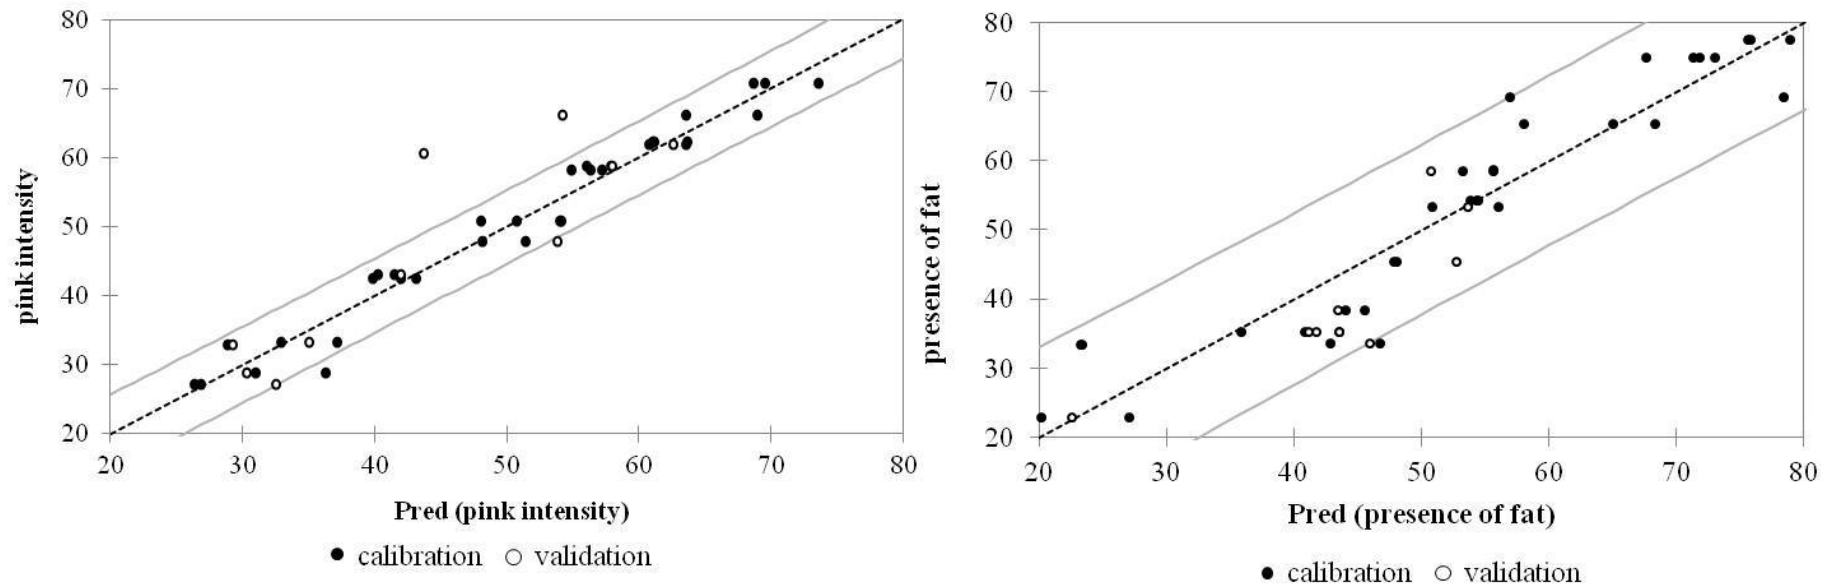 80
70
60
50
40
30
20
20 30 40 50 60 70 80
pink intensity
Pred (pink intensity)
calibration validation
80
70
60
50
40
30
20
20 30 40 50 60 70 80
presence of fat
Pred (presence of fat)
calibration validation